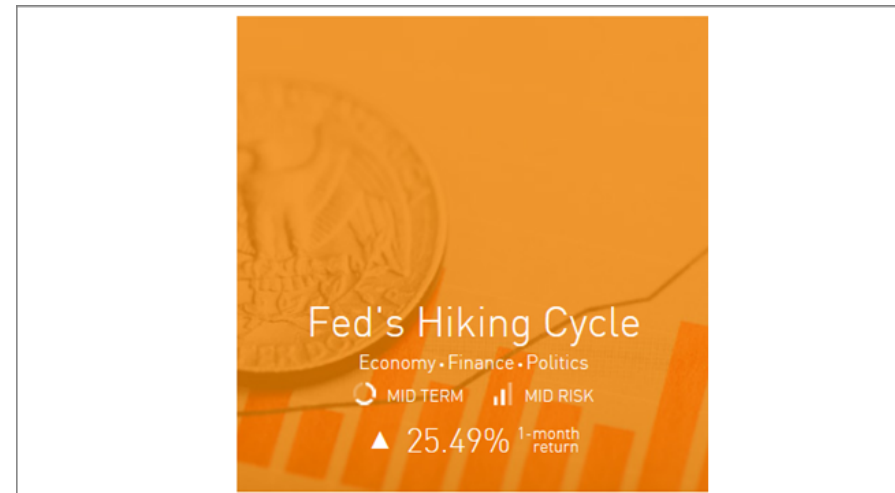 Fed's Hiking Cycle
Economy • Finance • Politics
MID TERM MID RISK
▲ 25.49% 1-month
return